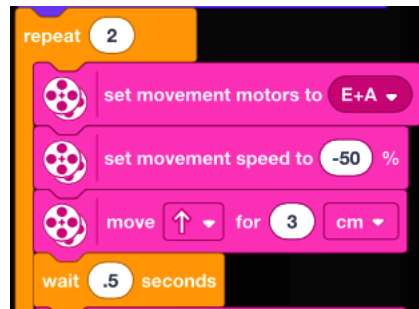 repeat 2
set movement motors to E+A
set movement speed to -50 %
move ↑ for 3 cm
wait .5 seconds